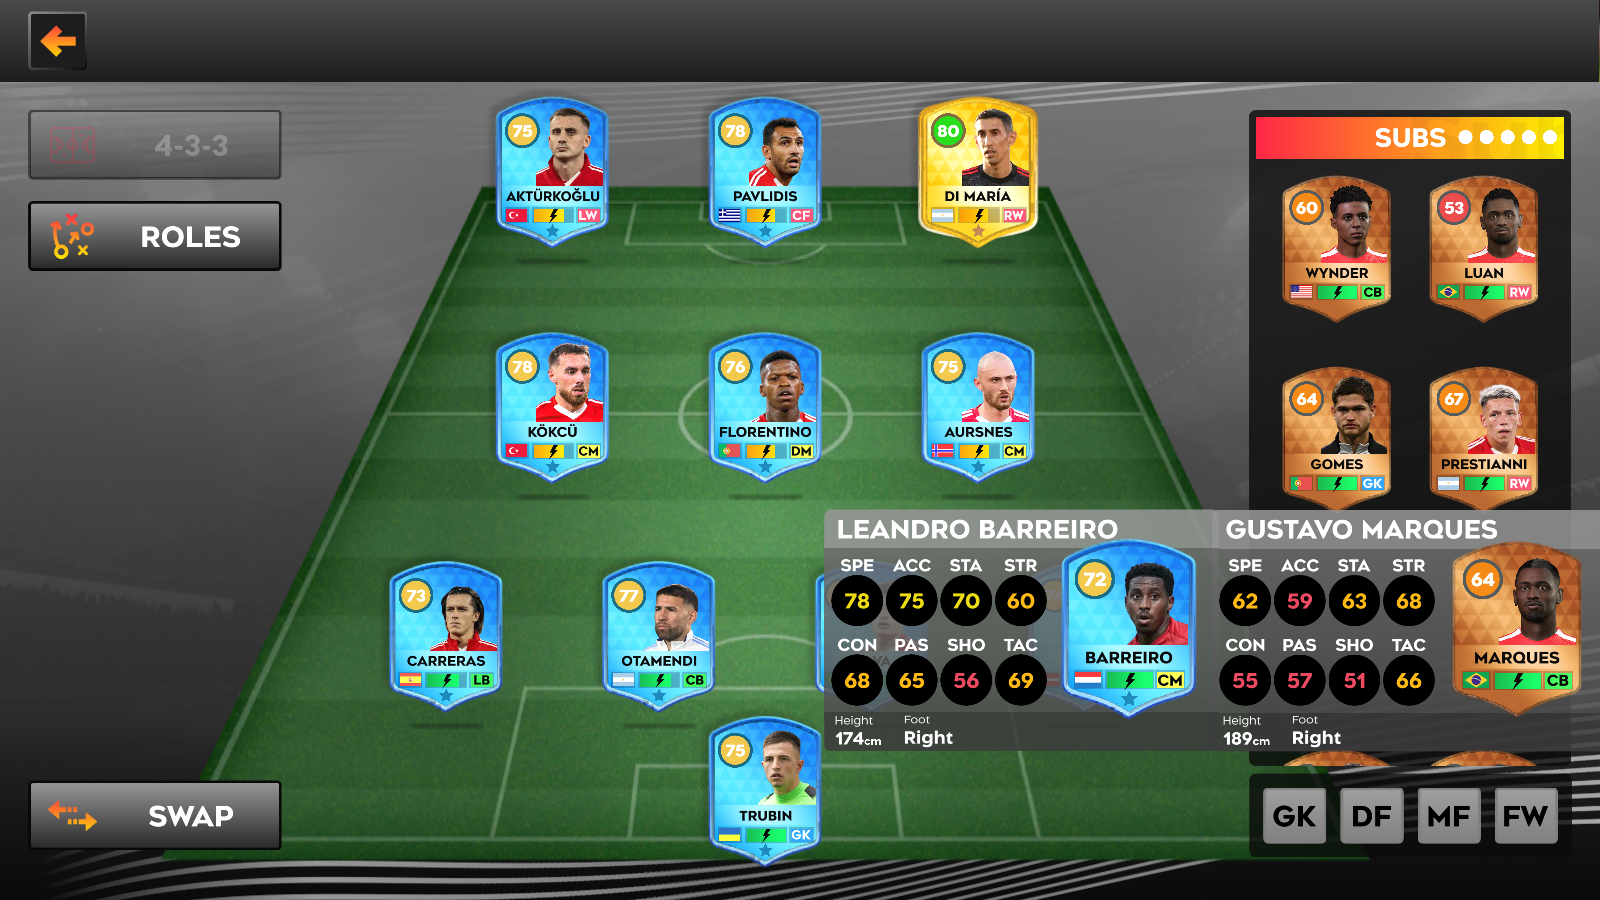 4-3-3
ROLES
SWAP
75
AKTÜRKOĞLU
LW
78
PAVLIDIS
CF
80
DI MARÍA
RW
78
KÖKCÜ
CM
76
FLORENTINO
DM
75
AURSNES
CM
73
CARRERAS
LB
77
OTAMENDI
CB
75
TRUBIN
GK
SUBS
60
WYNDER
CB
53
LUAN
RW
64
GOMES
GK
67
PRESTIANNI
RW
LEANDRO BARREIRO
SPE ACC STA STR
78 75 70 60
CON PAS SHO TAC
68 65 56 69
Height Foot
174cm Right
72
BARREIRO
CM
GUSTAVO MARQUES
SPE ACC STA STR
62 59 63 68
CON PAS SHO TAC
55 57 51 66
Height Foot
189cm Right
64
MARQUES
CB
GK DF MF FW